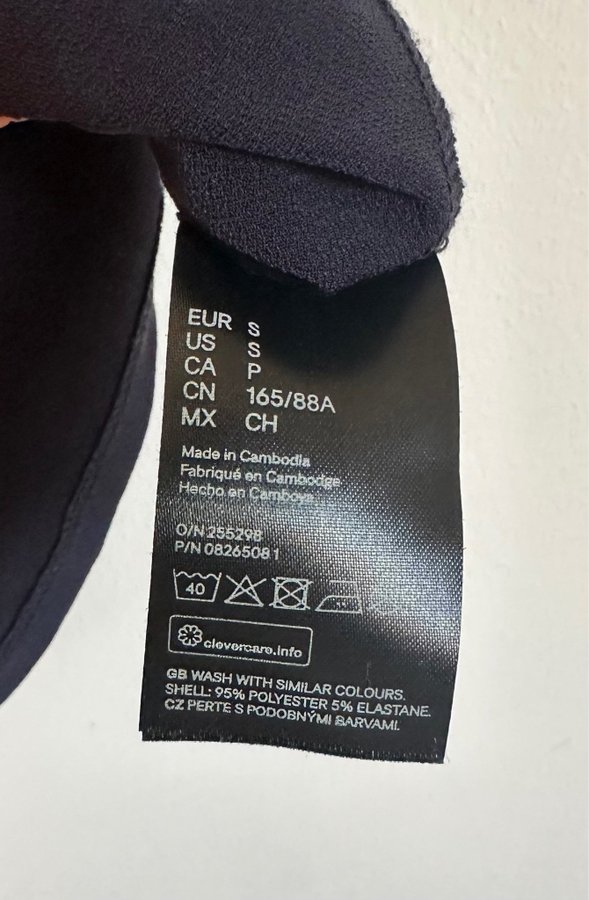 EUR S
US S
CA P
CN 165/88A
MX CH
Made in Cambodia
Fabriqué en Cambodge
Hecho en Camboya
O/N 255298
P/N 08265081
40
clevercare.info
GB WASH WITH SIMILAR COLOURS.
SHELL: 95% POLYESTER 5% ELASTANE.
CZ PERTE S PODOBNÝMI BARVAMI.